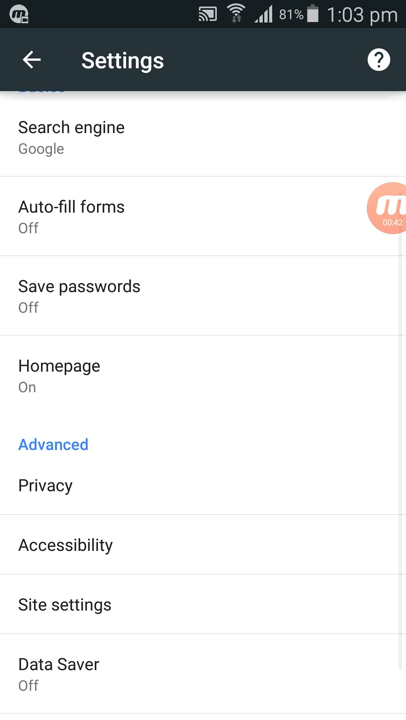 81% 1:03 pm
Settings
Basics
Search engine
Google
Auto-fill forms
Off
00:42
Save passwords
Off
Homepage
On
Advanced
Privacy
Accessibility
Site settings
Data Saver
Off